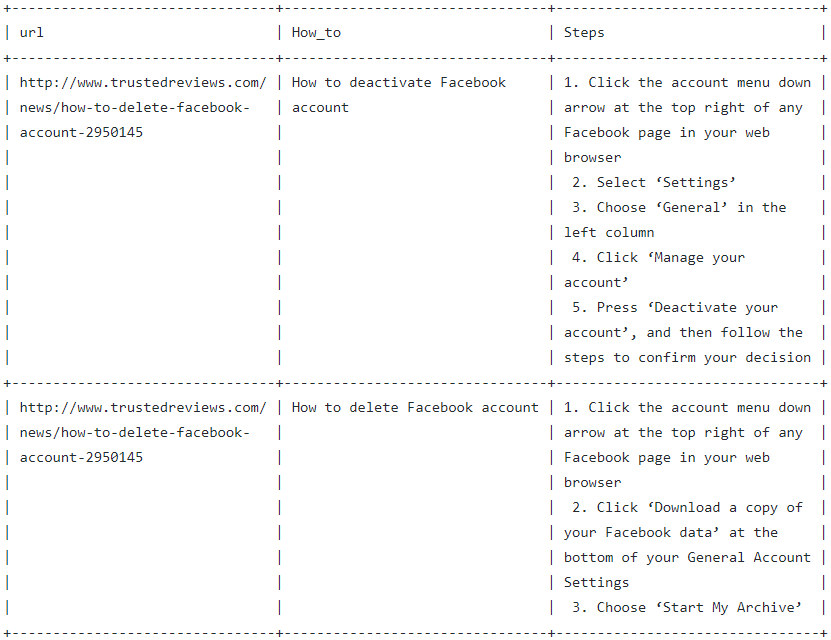 +--------------------------------+--------------------------------+--------------------------------+
| url                            | How_to                         | Steps                          |
+--------------------------------+--------------------------------+--------------------------------+
| http://www.trustedreviews.com/ | How to deactivate Facebook     | 1. Click the account menu down |
| news/how-to-delete-facebook-   | account                        | arrow at the top right of any  |
| account-2950145                |                                | Facebook page in your web      |
|                                |                                | browser                        |
|                                |                                |  2. Select ‘Settings’          |
|                                |                                |  3. Choose ‘General’ in the    |
|                                |                                | left column                    |
|                                |                                |  4. Click ‘Manage your         |
|                                |                                | account’                       |
|                                |                                |  5. Press ‘Deactivate your     |
|                                |                                | account’, and then follow the  |
|                                |                                | steps to confirm your decision |
+--------------------------------+--------------------------------+--------------------------------+
| http://www.trustedreviews.com/ | How to delete Facebook account | 1. Click the account menu down |
| news/how-to-delete-facebook-   |                                | arrow at the top right of any  |
| account-2950145                |                                | Facebook page in your web      |
|                                |                                | browser                        |
|                                |                                |  2. Click ‘Download a copy of  |
|                                |                                | your Facebook data’ at the     |
|                                |                                | bottom of your General Account |
|                                |                                | Settings                       |
|                                |                                |  3. Choose ‘Start My Archive’  |
+--------------------------------+--------------------------------+--------------------------------+